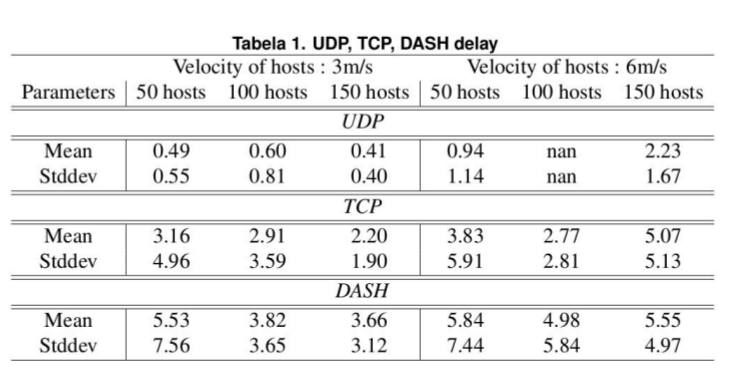 Tabela 1. UDP, TCP, DASH delay
Velocity of hosts : 3m/s Velocity of hosts : 6m/s
Parameters 50 hosts 100 hosts 150 hosts 50 hosts 100 hosts 150 hosts
UDP
Mean 0.49 0.60 0.41 0.94 nan 2.23
Stddev 0.55 0.81 0.40 1.14 nan 1.67
TCP
Mean 3.16 2.91 2.20 3.83 2.77 5.07
Stddev 4.96 3.59 1.90 5.91 2.81 5.13
DASH
Mean 5.53 3.82 3.66 5.84 4.98 5.55
Stddev 7.56 3.65 3.12 7.44 5.84 4.97